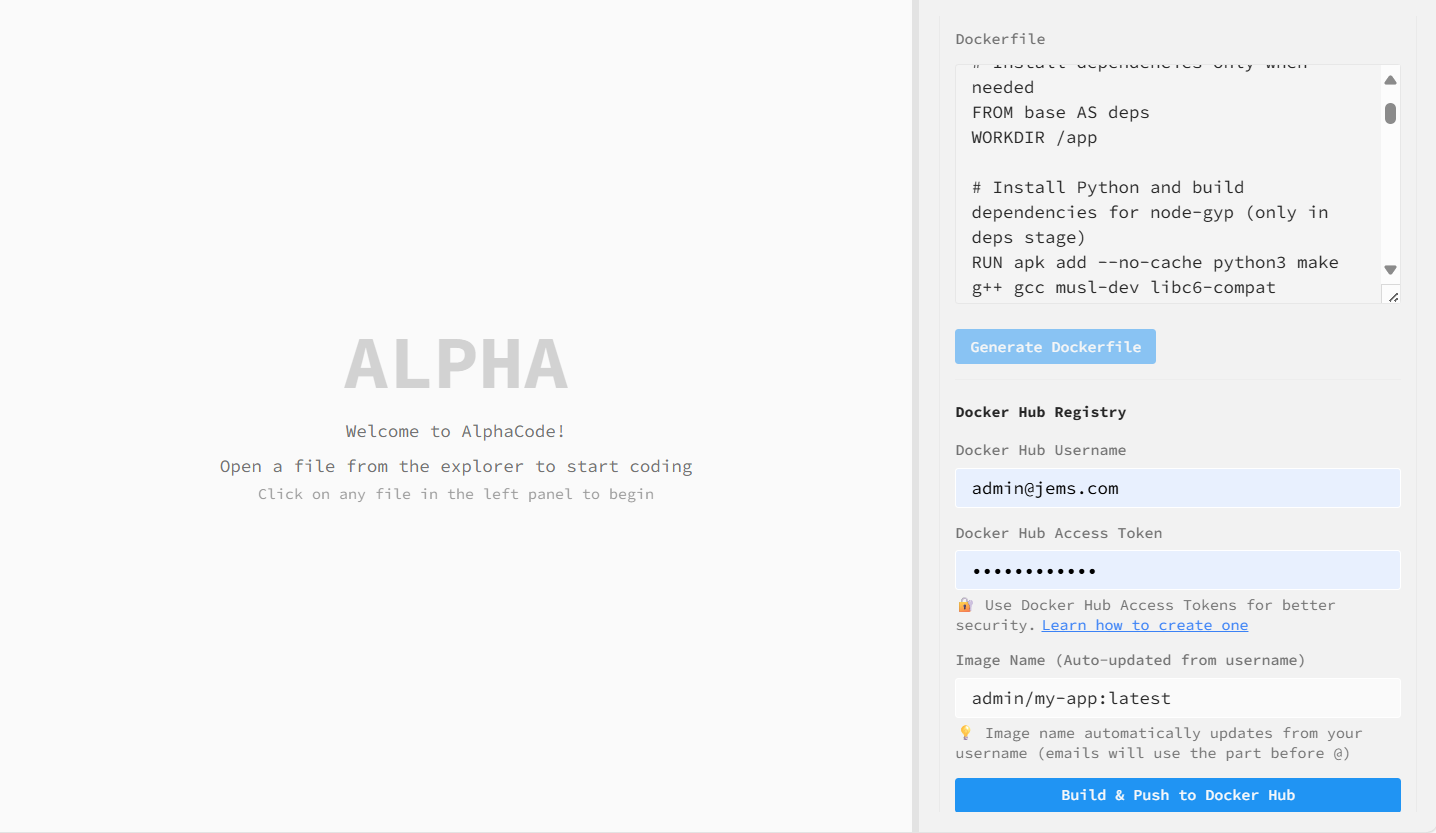 ALPHA
Welcome to AlphaCode!
Open a file from the explorer to start coding
Click on any file in the left panel to begin
Dockerfile
# Install dependencies only when
needed
FROM base AS deps
WORKDIR /app
# Install Python and build
dependencies for node-gyp (only in
deps stage)
RUN apk add --no-cache python3 make
g++ gcc musl-dev libc6-compat
Generate Dockerfile
Docker Hub Registry
Docker Hub Username
admin@jems.com
Docker Hub Access Token
••••••••••••
🔐 Use Docker Hub Access Tokens for better
security. Learn how to create one
Image Name (Auto-updated from username)
admin/my-app:latest
💡 Image name automatically updates from your
username (emails will use the part before @)
Build & Push to Docker Hub